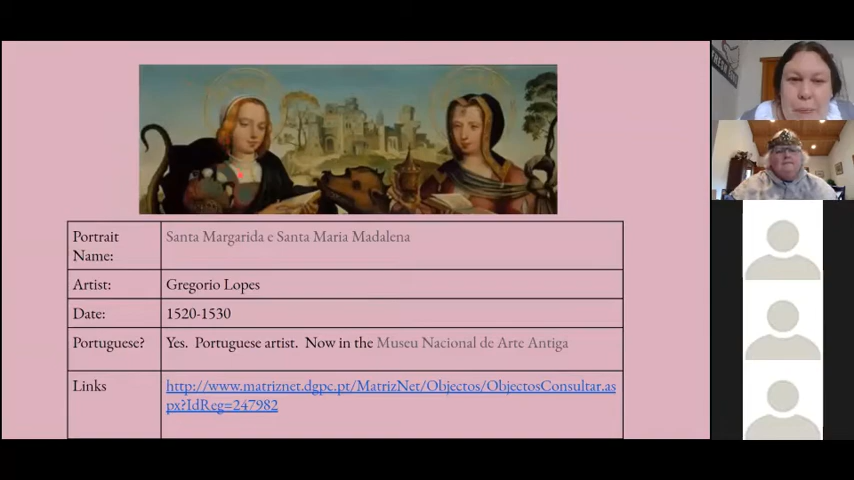 Portrait
Name:
Santa Margarida e Santa Maria Madalena
Artist:
Gregorio Lopes
Date:
1520-1530
Portuguese?
Yes.  Portuguese artist.  Now in the Museu Nacional de Arte Antiga
Links
http://www.matriznet.dgpc.pt/MatrizNet/Objectos/ObjectosConsultar.as
px?IdReg=247982